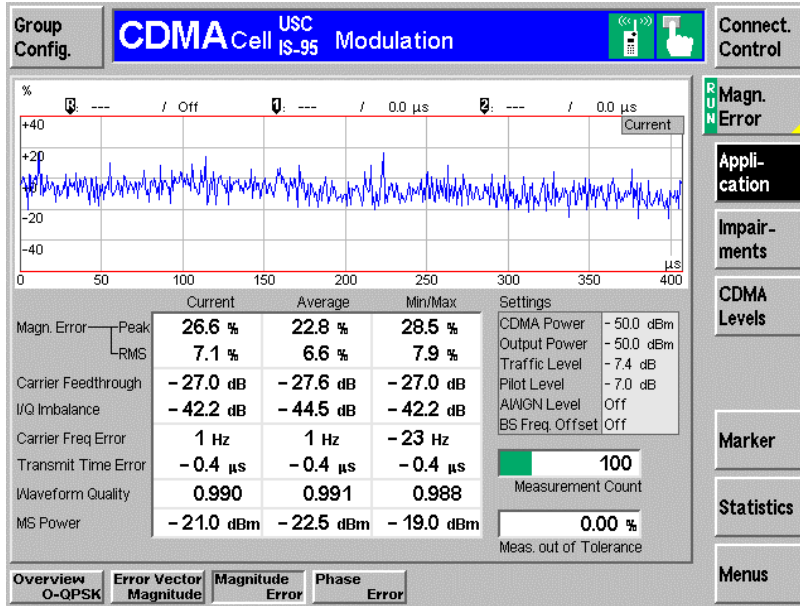 Group
Config.
CDMA Cell USC IS-95 Modulation
Connect.
Control
%
R: --- / Off 1: --- / 0.0 µs 2: --- / 0.0 µs
Current
+40
+20
-20
-40
µs
0 50 100 150 200 250 300 350 400
RUN
Magn.
Error
Appli-
cation
Impair-
ments
CDMA
Levels
Current Average Min/Max
Magn. Error Peak 26.6 % 22.8 % 28.5 %
RMS 7.1 % 6.6 % 7.9 %
Carrier Feedthrough - 27.0 dB - 27.6 dB - 27.0 dB
I/Q Imbalance - 42.2 dB - 44.5 dB - 42.2 dB
Carrier Freq Error 1 Hz 1 Hz - 23 Hz
Transmit Time Error - 0.4 µs - 0.4 µs - 0.4 µs
Waveform Quality 0.990 0.991 0.988
MS Power - 21.0 dBm - 22.5 dBm - 19.0 dBm
Settings
CDMA Power - 50.0 dBm
Output Power - 50.0 dBm
Traffic Level - 7.4 dB
Pilot Level - 7.0 dB
AWGN Level Off
BS Freq. Offset Off
100
Measurement Count
0.00 %
Meas. out of Tolerance
Marker
Statistics
Menus
Overview
O-QPSK
Error Vector
Magnitude
Magnitude
Error
Phase
Error